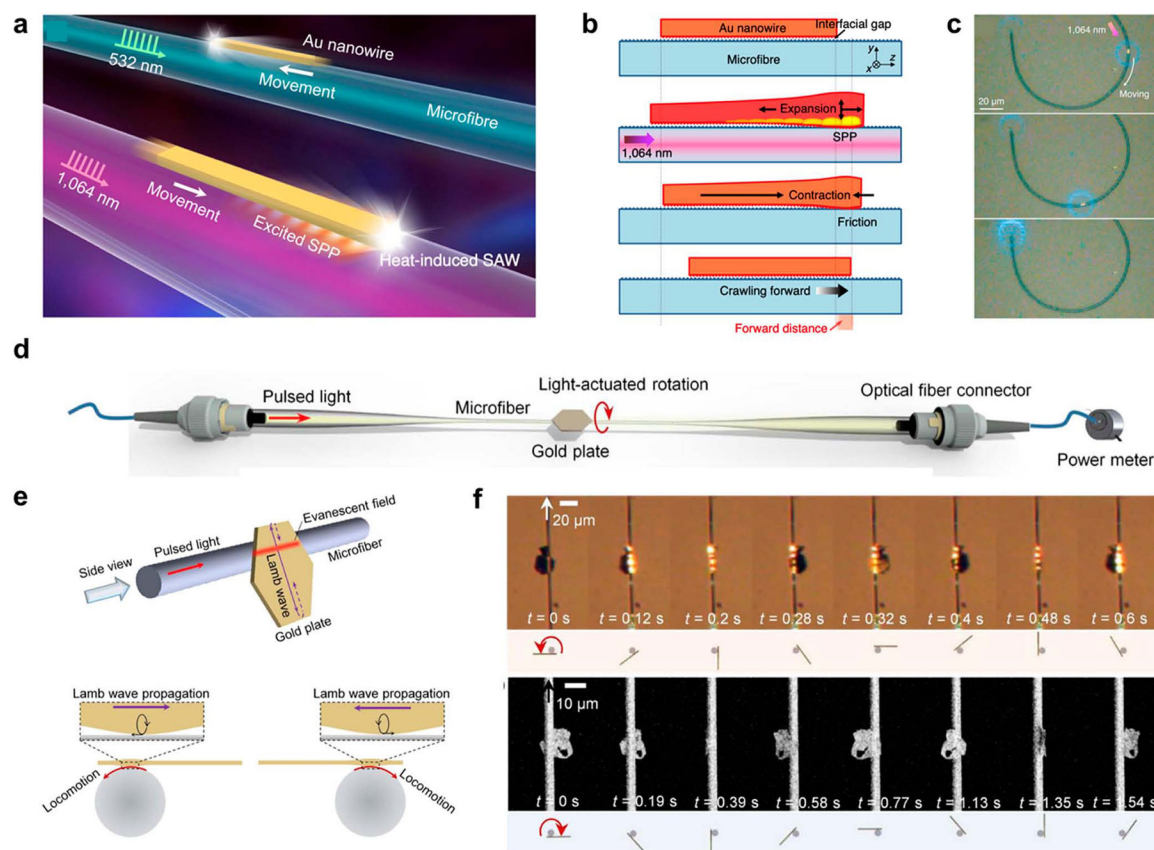 a
532 nm
Au nanowire
Movement
Microfibre
1,064 nm
Movement
Excited SPP
Heat-induced SAW
b
Au nanowire
Interfacial gap
Microfibre
y
x
z
Expansion
SPP
1,064 nm
Contraction
Friction
Crawling forward
Forward distance
c
1,064 nm
Moving
20 μm
d
Pulsed light
Microfiber
Light-actuated rotation
Gold plate
Optical fiber connector
Power meter
e
Side view
Pulsed light
Evanescent field
Microfiber
Lamb wave
Gold plate
Lamb wave propagation
Lamb wave propagation
Locomotion
Locomotion
f
20 μm
t = 0 s
t = 0.12 s
t = 0.2 s
t = 0.28 s
t = 0.32 s
t = 0.4 s
t = 0.48 s
t = 0.6 s
10 μm
t = 0 s
t = 0.19 s
t = 0.39 s
t = 0.58 s
t = 0.77 s
t = 1.13 s
t = 1.35 s
t = 1.54 s